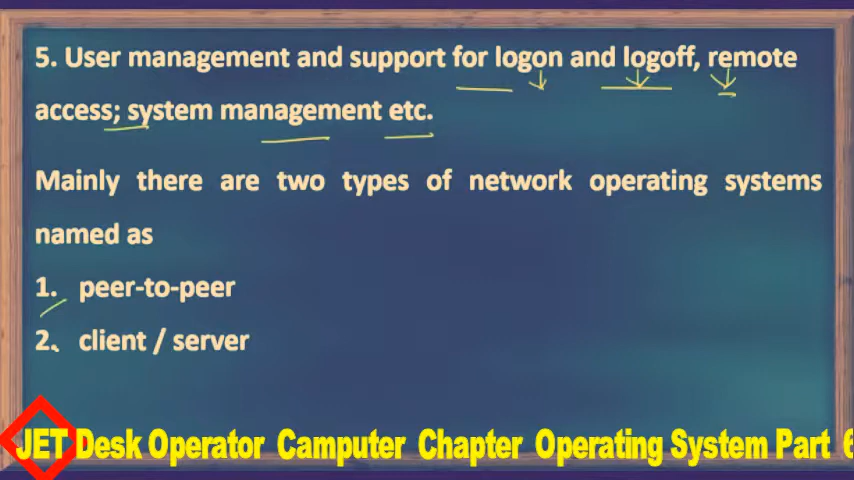 5. User management and support for logon and logoff, remote
access; system management etc.
Mainly there are two types of network operating systems
named as
1. peer-to-peer
2. client / server
JET Desk Operator Camputer Chapter Operating System Part 6